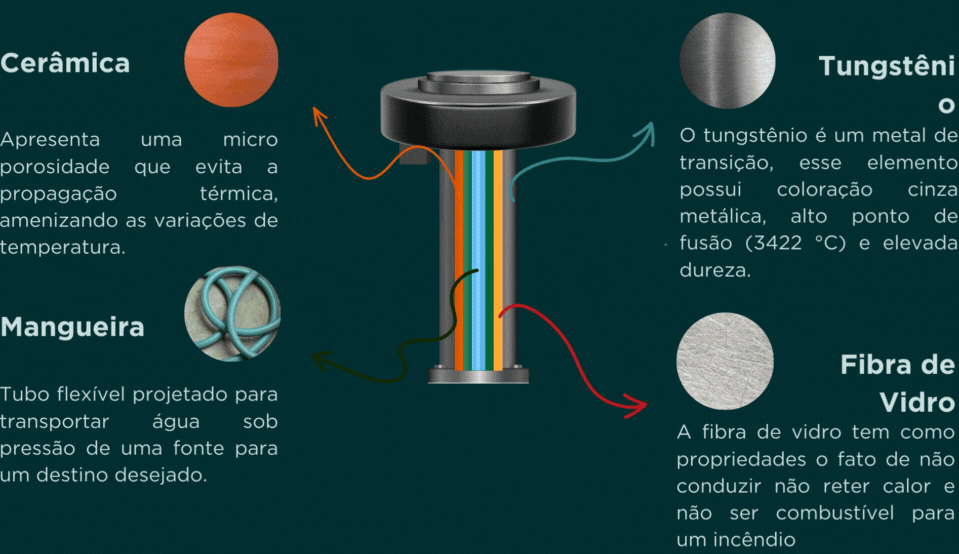 Cerâmica
Apresenta uma micro
porosidade que evita a
propagação térmica,
amenizando as variações de
temperatura.
Mangueira
Tubo flexível projetado para
transportar água sob
pressão de uma fonte para
um destino desejado.
Tungstêni
o
O tungstênio é um metal de
transição, esse elemento
possui coloração cinza
metálica, alto ponto de
fusão (3422 °C) e elevada
dureza.
Fibra de
Vidro
A fibra de vidro tem como
propriedades o fato de não
conduzir não reter calor e
não ser combustível para
um incêndio